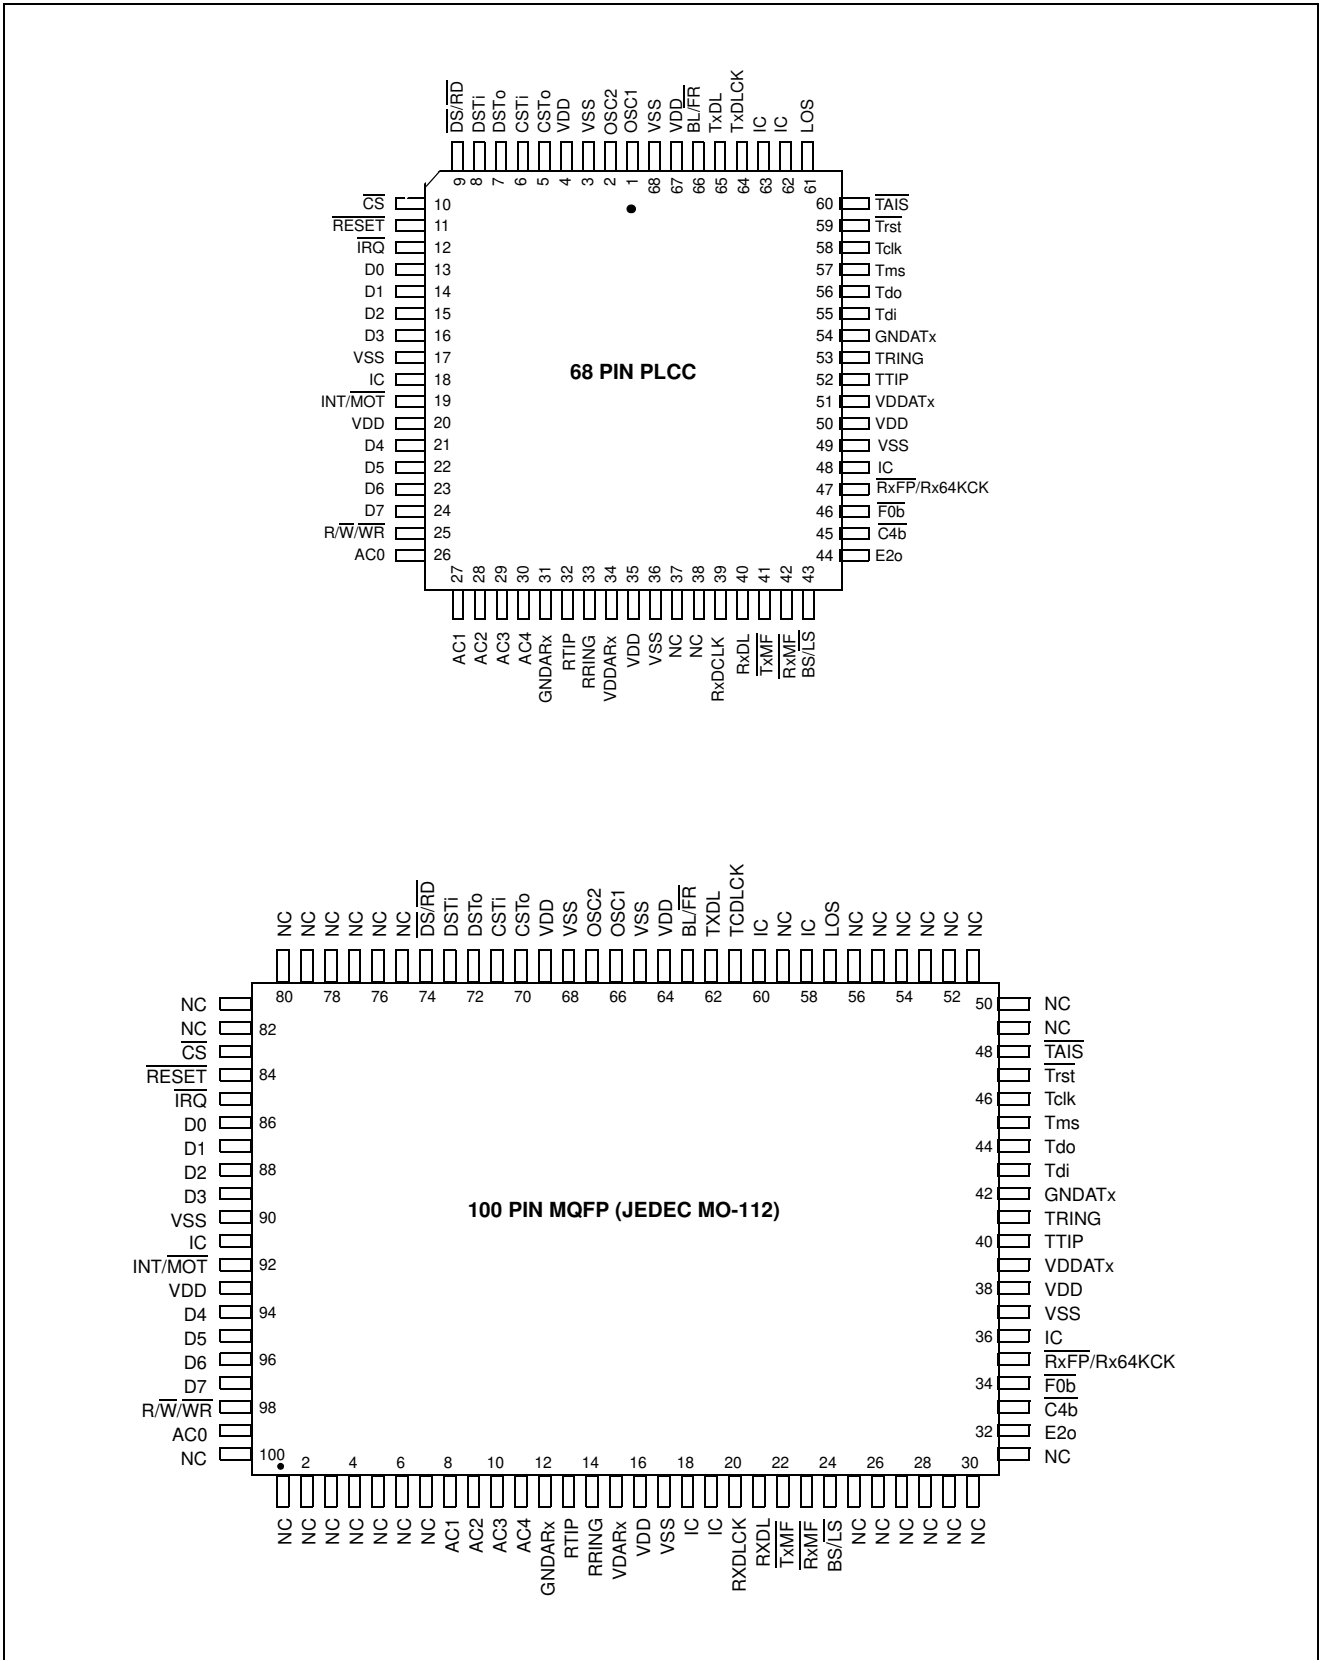 DS/RD DSTi DSTo CSTi CSTo VDD VSS OSC2 OSC1 VSS VDD BL/FR TxDL TxDLCK IC IC LOS
9 8 7 6 5 4 3 2 1 68 67 66 65 64 63 62 61
CS 10 60 TAIS
RESET 11 59 Trst
IRQ 12 58 Tclk
D0 13 57 Tms
D1 14 56 Tdo
D2 15 55 Tdi
D3 16 54 GNDATx
VSS 17 53 TRING
68 PIN PLCC
IC 18 52 TTIP
INT/MOT 19 51 VDDATx
VDD 20 50 VDD
D4 21 49 VSS
D5 22 48 IC
D6 23 47 RxFP/Rx64KCK
D7 24 46 F0b
R/W/WR 25 45 C4b
AC0 26 44 E2o
27 28 29 30 31 32 33 34 35 36 37 38 39 40 41 42 43
AC1 AC2 AC3 AC4 GNDARx RTIP RRING VDDARx VDD VSS NC NC RxDCLK RxDL TxMF RxMF BS/LS
NC NC NC NC NC NC DS/RD DSTi DSTo CSTi CSTo VDD VSS OSC2 OSC1 VSS VDD BL/FR TXDL TCDLCK IC NC IC LOS NC NC NC NC NC NC
80 78 76 74 72 70 68 66 64 62 60 58 56 54 52
NC 50 NC
NC 82 NC
CS 48 TAIS
RESET 84 Trst
IRQ 46 Tclk
D0 86 Tms
D1 44 Tdo
D2 88 Tdi
D3 42 GNDATx
100 PIN MQFP (JEDEC MO-112)
VSS 90 TRING
IC 40 TTIP
INT/MOT 92 VDDATx
VDD 38 VDD
D4 94 VSS
D5 36 IC
D6 96 RxFP/Rx64KCK
D7 34 F0b
R/W/WR 98 C4b
AC0 32 E2o
NC 100 NC
2 4 6 8 10 12 14 16 18 20 22 24 26 28 30
NC NC NC NC NC NC NC AC1 AC2 AC3 AC4 GNDARx RTIP RRING VDARx VDD VSS IC IC RXDLCK RXDL TxMF RxMF BS/LS NC NC NC NC NC NC